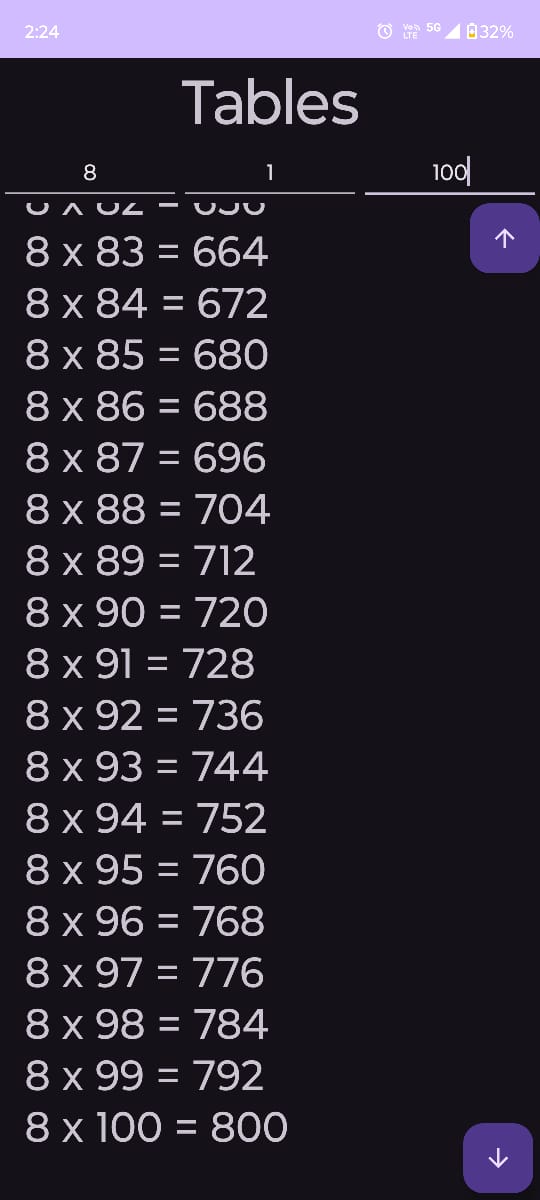 2:24 Vo)) LTE 5G 32%
Tables
8 1 100
8 x 82 = 656
8 x 83 = 664
8 x 84 = 672
8 x 85 = 680
8 x 86 = 688
8 x 87 = 696
8 x 88 = 704
8 x 89 = 712
8 x 90 = 720
8 x 91 = 728
8 x 92 = 736
8 x 93 = 744
8 x 94 = 752
8 x 95 = 760
8 x 96 = 768
8 x 97 = 776
8 x 98 = 784
8 x 99 = 792
8 x 100 = 800